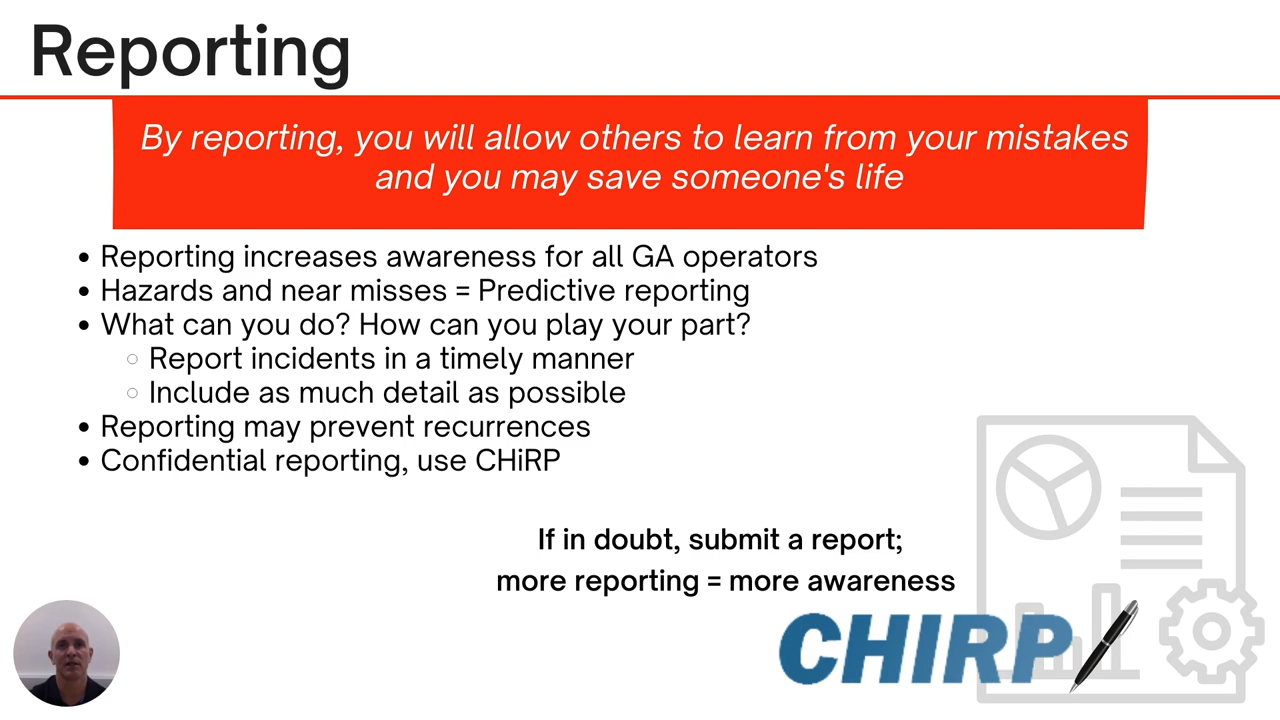 Reporting
By reporting, you will allow others to learn from your mistakes
and you may save someone's life
• Reporting increases awareness for all GA operators
• Hazards and near misses = Predictive reporting
• What can you do? How can you play your part?
○ Report incidents in a timely manner
○ Include as much detail as possible
• Reporting may prevent recurrences
• Confidential reporting, use CHiRP
If in doubt, submit a report;
more reporting = more awareness
CHIRP